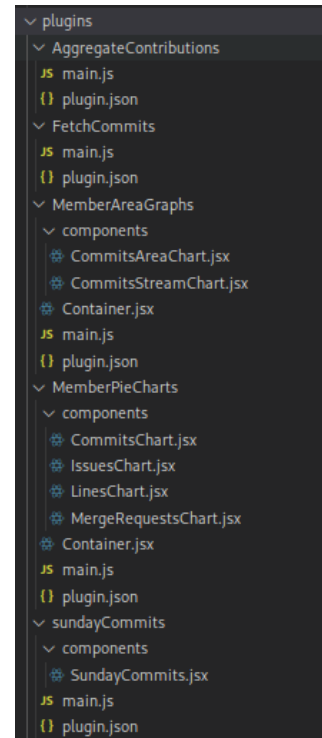 plugins
AggregateContributions
JS main.js
{} plugin.json
FetchCommits
JS main.js
{} plugin.json
MemberAreaGraphs
components
CommitsAreaChart.jsx
CommitsStreamChart.jsx
Container.jsx
JS main.js
{} plugin.json
MemberPieCharts
components
CommitsChart.jsx
IssuesChart.jsx
LinesChart.jsx
MergeRequestsChart.jsx
Container.jsx
JS main.js
{} plugin.json
sundayCommits
components
SundayCommits.jsx
JS main.js
{} plugin.json